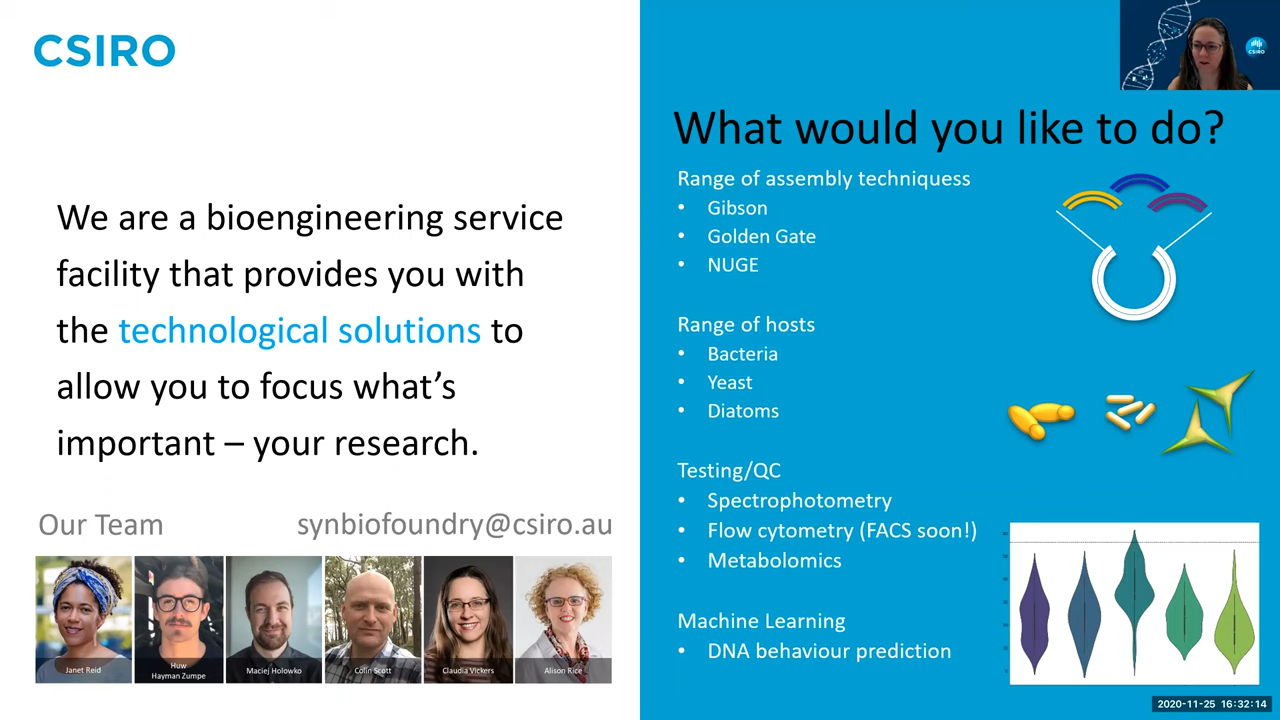 CSIRO
We are a bioengineering service
facility that provides you with
the technological solutions to
allow you to focus what's
important – your research.
Our Team
synbiofoundry@csiro.au
Janet Reid
Huw
Hayman Zumpe
Maciej Holowko
Colin Scott
Claudia Vickers
Alison Rice
What would you like to do?
Range of assembly techniquess
• Gibson
• Golden Gate
• NUGE
Range of hosts
• Bacteria
• Yeast
• Diatoms
Testing/QC
• Spectrophotometry
• Flow cytometry (FACS soon!)
• Metabolomics
Machine Learning
• DNA behaviour prediction
CSIRO
2020-11-25 16:32:14